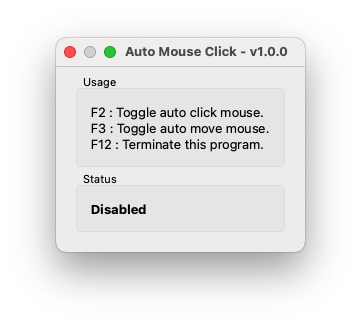 Auto Mouse Click - v1.0.0
Usage
F2 : Toggle auto click mouse.
F3 : Toggle auto move mouse.
F12 : Terminate this program.
Status
Disabled